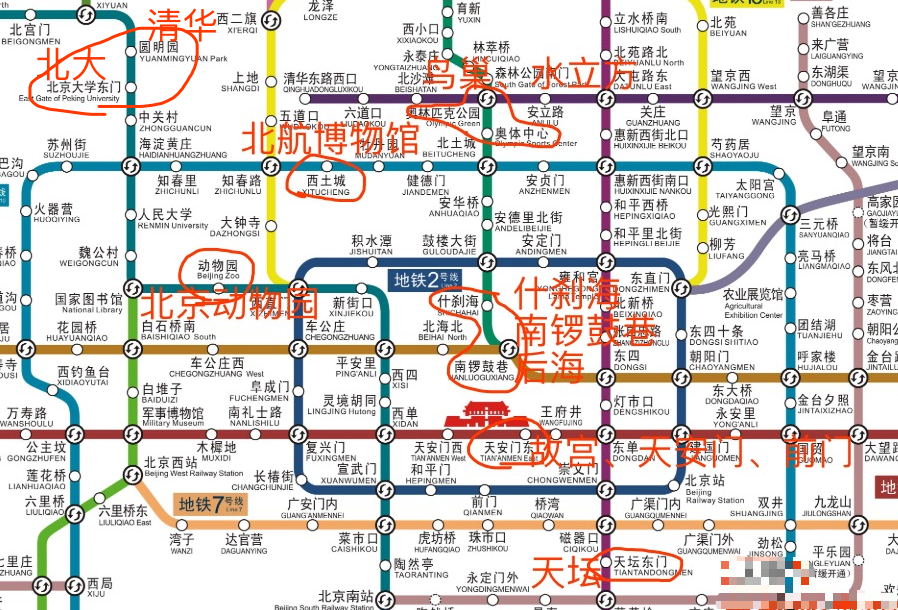 XIYUAN
北宫门
BEIGONGMEN
清华
圆明园
YUANMINGYUAN Park
北大
北京大学东门
East Gate of Peking University
中关村
ZHONGGUANCUN
苏州街
SUZHOUJIE
海淀黄庄
HAIDIANHUANGZHUANG
火器营
HUOQIYING
人民大学
RENMIN University
魏公村
WEIGONGCUN
国家图书馆
National Library
西二旗
XI'ERQI
龙泽
LONGZE
上地
SHANGDI
五道口
清华东路西口
QINGHUADONGLUXIKOU
六道口
北沙滩
BEISHATAN
育新
YUXIN
西小口
XIXIAOKOU
永泰庄
YONGTAIZHUANG
林萃桥
LINCUIQIAO
森林公园南门
South Gate of Forest Park
鸟巢
水立方
奥林匹克公园
Olympic Green
奥体中心
Olympic Sports Center
北土城
BEITUCHENG
安立路
ANLILU
立水桥南
LISHUIQIAO South
北苑路北
BEIYUANLU North
大屯路东
DATUNLU East
关庄
GUANZHUANG
惠新西街北口
HUIXINXIJIE BEIKOU
惠新西街南口
HUIXINXIJIE NANKOU
北苑
BEIYUAN
望京西
WANGJING West
芍药居
SHAOYAOJU
善各庄
SHANGEZHUANG
来广营
LAIGUANGYING
东湖渠
DONGHUQU
望京
WANGJING
阜通
FUTONG
望京南
WANGJING South
北航博物馆
知春里
ZHICHUNLI
知春路
ZHICHUNLU
西土城
XITUCHENG
牡丹园
MUDANYUAN
健德门
JIANDEMEN
安贞门
ANZHENMEN
大钟寺
DAZHONGSI
安华桥
ANHUAQIAO
安德里北街
ANDELIBEIJIE
和平西桥
HEPINGXIQIAO
和平里北街
HEPINGLI BEIJIE
光熙门
GUANGXIMEN
柳芳
LIUFANG
太阳宫
TAIYANGGONG
三元桥
SANYUANQIAO
亮马桥
LIANGMAQIAO
将台
东风
枣营
朝阳公
动物园
Beijing Zoo
北京动物园
积水潭
JISHUITAN
鼓楼大街
GULOUDAJIE
安定门
ANDINGMEN
雍和宫
东直门
地铁2号线
Line 2
新街口
XINJIEKOU
什刹海
SHICHAHAI
什刹海
南锣鼓巷
后海
北海北
BEIHAI North
南锣鼓巷
NANLUOGUXIANG
北新桥
BEIXINQIAO
东四
DONGSI
东四十条
DONGSI SHITIAO
农业展览馆
Agricultural
Exhibition Center
团结湖
TUANJIEHU
呼家楼
HUJIALOU
金台路
JINTAILU
花园桥
HUAYUANQIAO
白石桥南
BAISHIQIAO South
车公庄西
CHEGONGZHUANG West
车公庄
CHEGONGZHUANG
平安里
PING'ANLI
西钓鱼台
XIDIAOYUTAI
白堆子
BAIDUIZI
阜成门
FUCHENGMEN
西四
XISI
灵境胡同
LINGJING Hutong
灯市口
DENGSHIKOU
朝阳门
CHAOYANGMEN
东大桥
DONGDAQIAO
永安里
YONG'ANLI
金台夕照
JINTAIXIZHAO
万寿路
WANSHOULU
公主坟
GONGZHUFEN
军事博物馆
Military Museum
木樨地
MUXIDI
南礼士路
NANLISHILU
复兴门
FUXINGMEN
西单
XIDAN
天安门西
TIAN'ANMEN West
天安门东
TIAN'ANMEN East
王府井
WANGFUJING
东单
DONGDAN
故宫、天安门、前门
国贸
GUOMAO
大望路
莲花桥
LIANHUAQIAO
北京西站
Beijing West Railway Station
六里桥
LIULIQIAO
六里桥东
LIULIQIAO East
长椿街
CHANGCHUNJIE
宣武门
XUANWUMEN
和平门
HEPINGMEN
前门
QIANMEN
崇文门
CHONGWENMEN
北京站
Beijing
Railway Station
地铁7号线
Line 7
湾子
WANZI
达官营
DAGUANYING
广安门内
GUANG'ANMENNEI
菜市口
CAISHIKOU
虎坊桥
HUFANGQIAO
珠市口
ZHUSHIKOU
桥湾
QIAOWAN
磁器口
CIQIKOU
广渠门内
GUANGQUMENNEI
广渠门外
GUANGQUMENWAI
双井
SHUANGJING
九龙山
JIULONGSHAN
七里庄
西局
XIJU
陶然亭
TAORANTING
永定门外
YONGDINGMENWAI
天坛
天坛东门
TIANTANDONGMEN
劲松
JINSONG
平乐园
(暂缓开通)
北京南站
Beijing South Railway Station